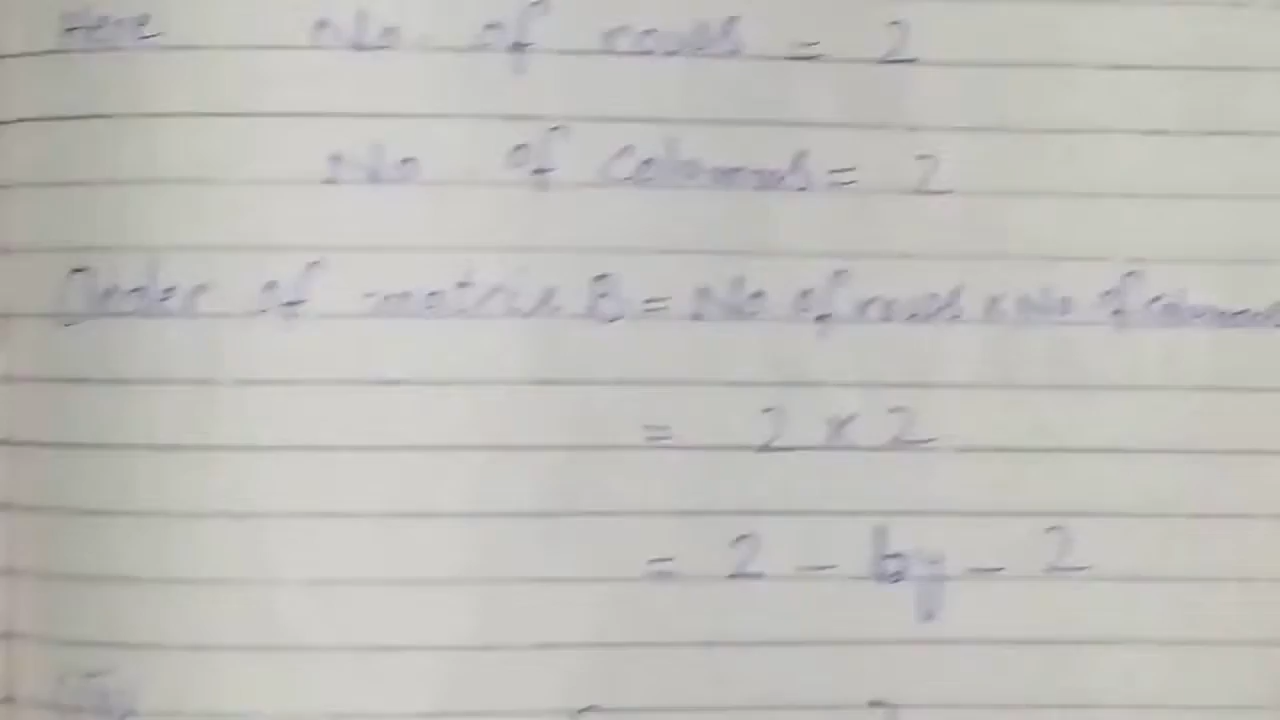 Here No of rows = 2
No of columns = 2
Order of matrix B = No of rows x No of columns
= 2 x 2
= 2 - by - 2